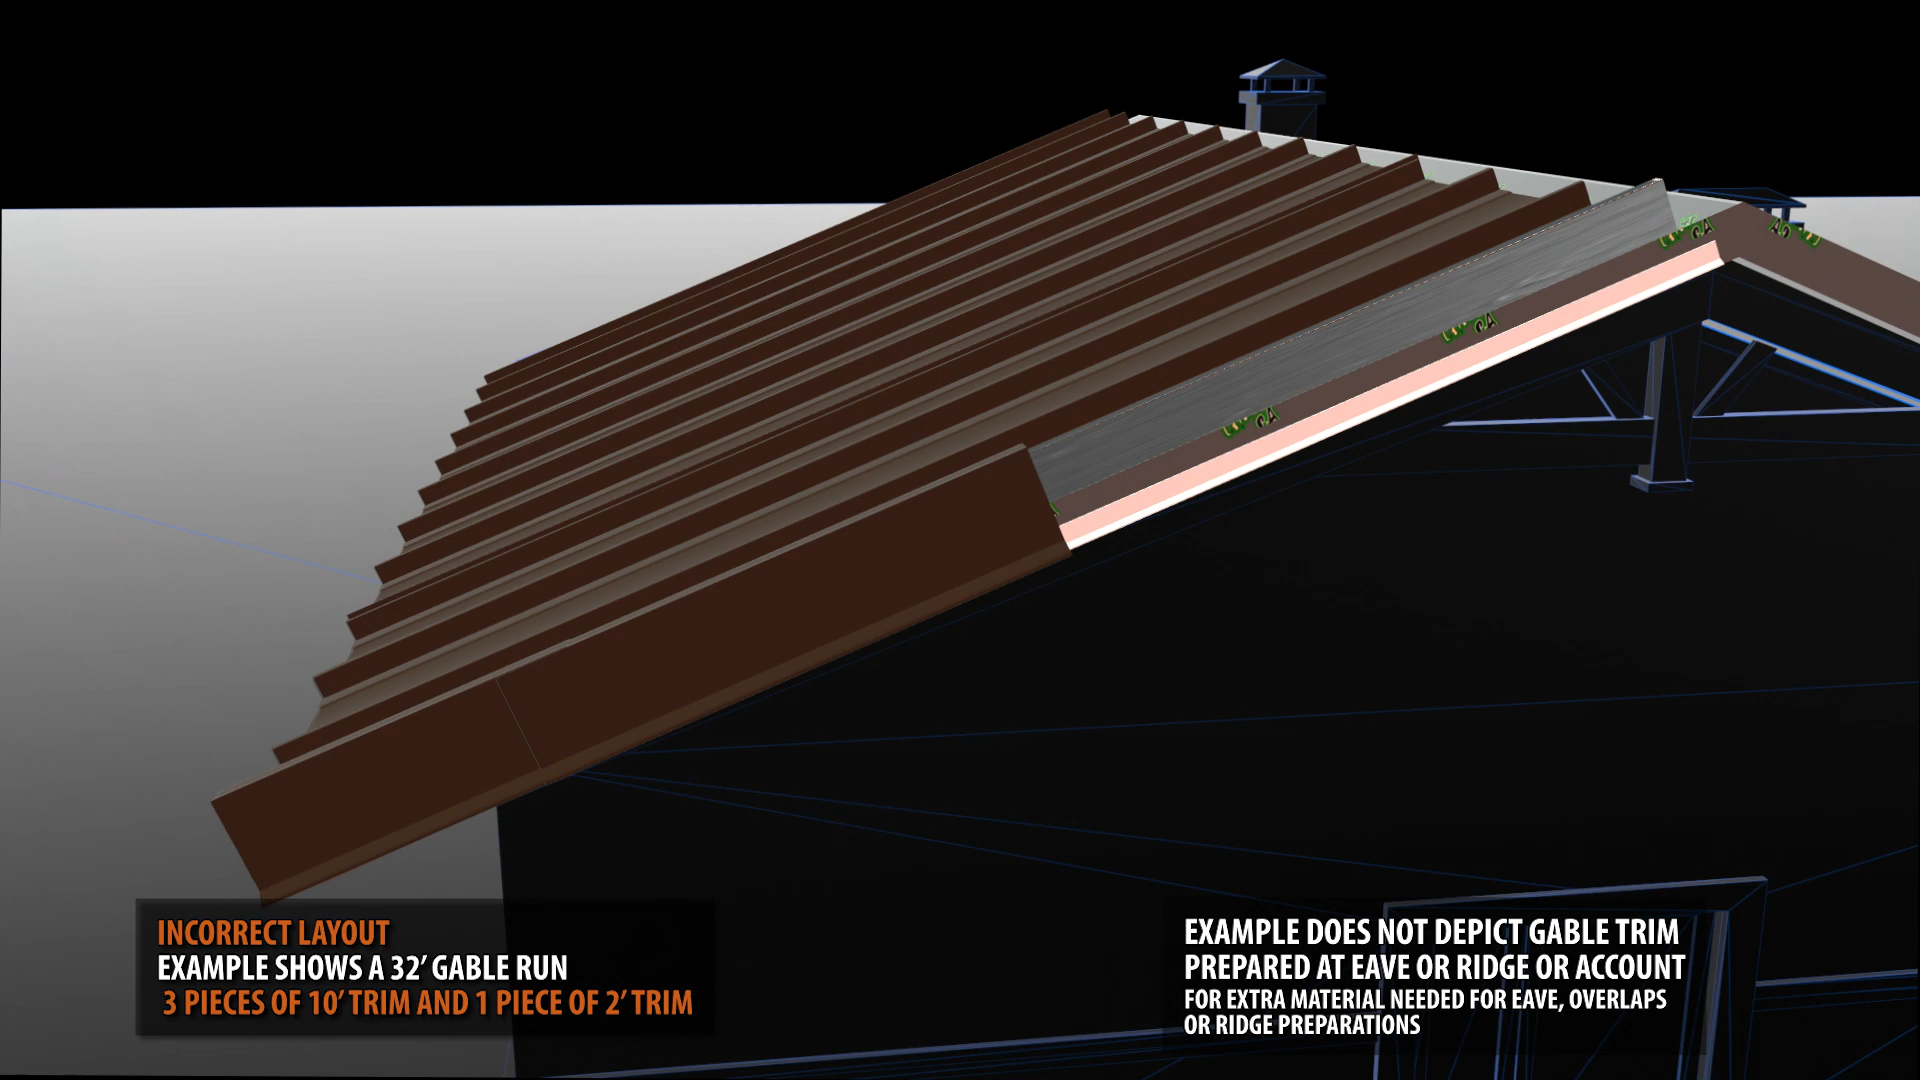 INCORRECT LAYOUT
EXAMPLE SHOWS A 32' GABLE RUN
3 PIECES OF 10' TRIM AND 1 PIECE OF 2' TRIM
EXAMPLE DOES NOT DEPICT GABLE TRIM
PREPARED AT EAVE OR RIDGE OR ACCOUNT
FOR EXTRA MATERIAL NEEDED FOR EAVE, OVERLAPS
OR RIDGE PREPARATIONS